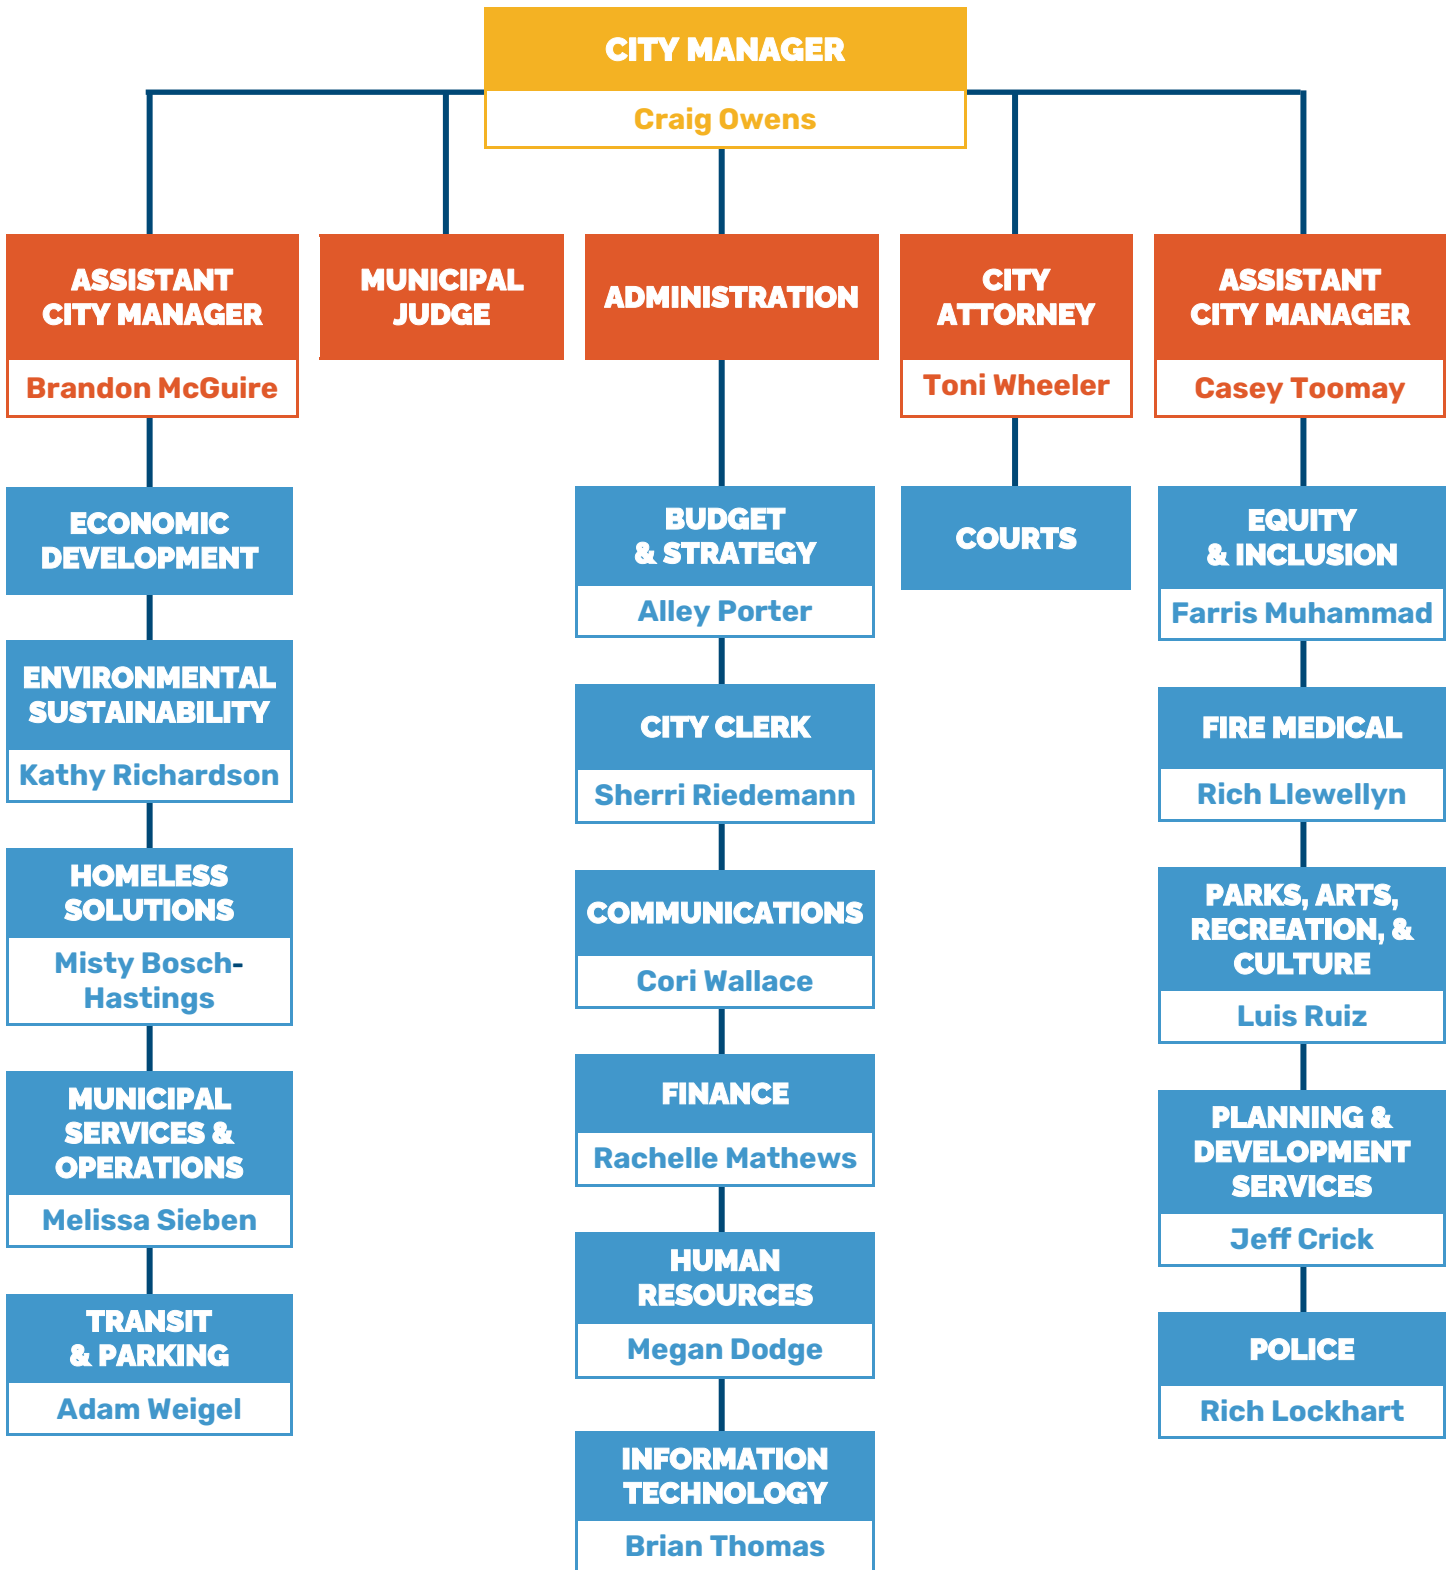 CITY MANAGER
Craig Owens
ASSISTANT
CITY MANAGER
Brandon McGuire
MUNICIPAL
JUDGE
ADMINISTRATION
CITY
ATTORNEY
Toni Wheeler
ASSISTANT
CITY MANAGER
Casey Toomay
ECONOMIC
DEVELOPMENT
ENVIRONMENTAL
SUSTAINABILITY
Kathy Richardson
HOMELESS
SOLUTIONS
Misty Bosch-
Hastings
MUNICIPAL
SERVICES &
OPERATIONS
Melissa Sieben
TRANSIT
& PARKING
Adam Weigel
BUDGET
& STRATEGY
Alley Porter
CITY CLERK
Sherri Riedemann
COMMUNICATIONS
Cori Wallace
FINANCE
Rachelle Mathews
HUMAN
RESOURCES
Megan Dodge
INFORMATION
TECHNOLOGY
Brian Thomas
COURTS
EQUITY
& INCLUSION
Farris Muhammad
FIRE MEDICAL
Rich Llewellyn
PARKS, ARTS,
RECREATION, &
CULTURE
Luis Ruiz
PLANNING &
DEVELOPMENT
SERVICES
Jeff Crick
POLICE
Rich Lockhart